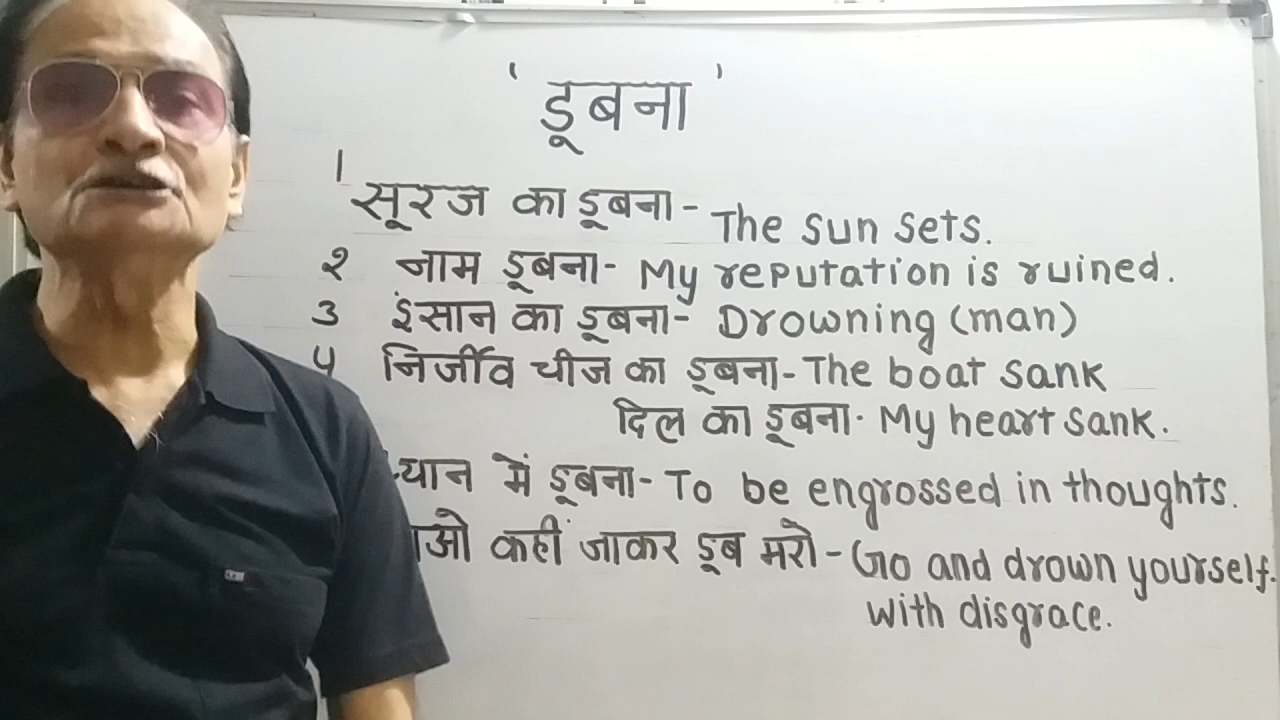 ' डूबना '
1 सूरज का डूबना - The sun sets.
२ नाम डूबना - My reputation is ruined.
3 इंसान का डूबना - Drowning (man)
५ निर्जीव चीज का डूबना - The boat sank
दिल का डूबना - My heart sank.
में डूबना - To be engrossed in thoughts.
कहीं जाकर डूब मरो - Go and drown yourself.
with disgrace.